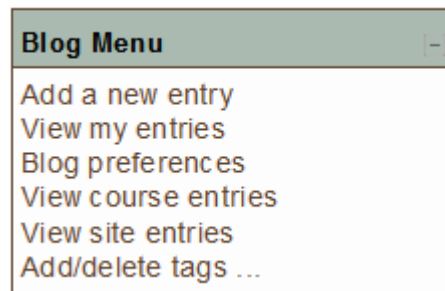 Blog Menu [-]
Add a new entry
View my entries
Blog preferences
View course entries
View site entries
Add/delete tags ...